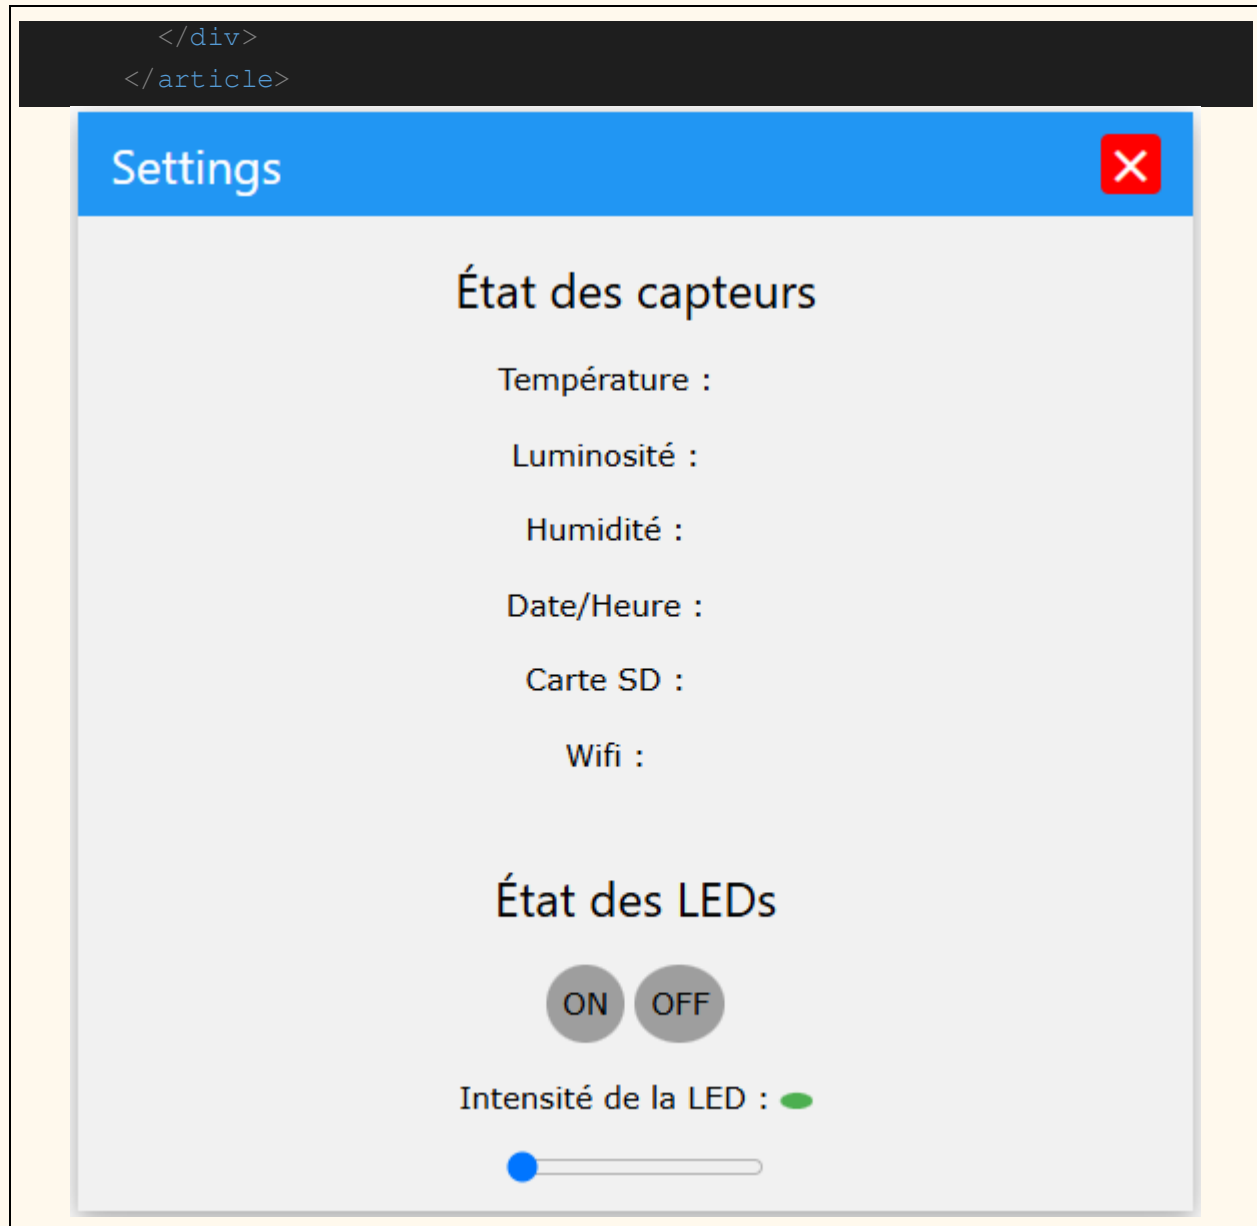 </div>
</article>
Settings
État des capteurs
Température :
Luminosité :
Humidité :
Date/Heure :
Carte SD :
Wifi :
État des LEDs
ON OFF
Intensité de la LED :